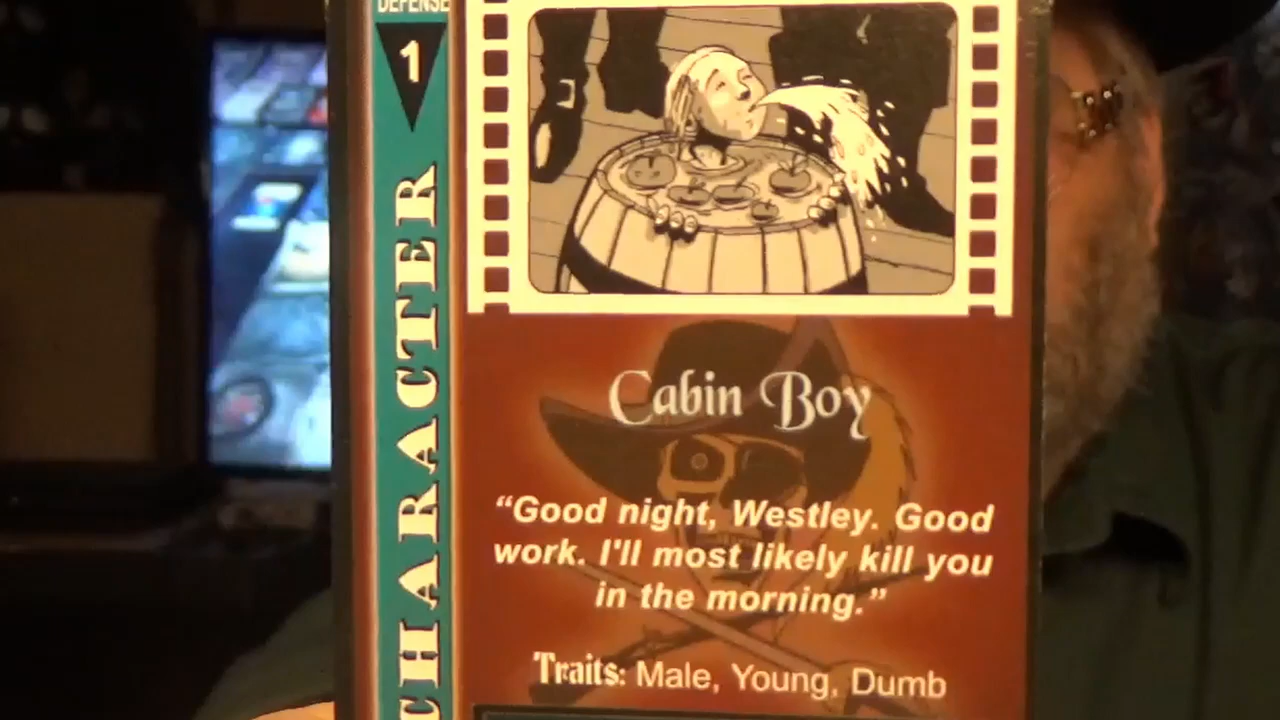 DEFENSE
1
CHARACTER
Cabin Boy
“Good night, Westley. Good
work. I'll most likely kill you
in the morning.”
Traits: Male, Young, Dumb